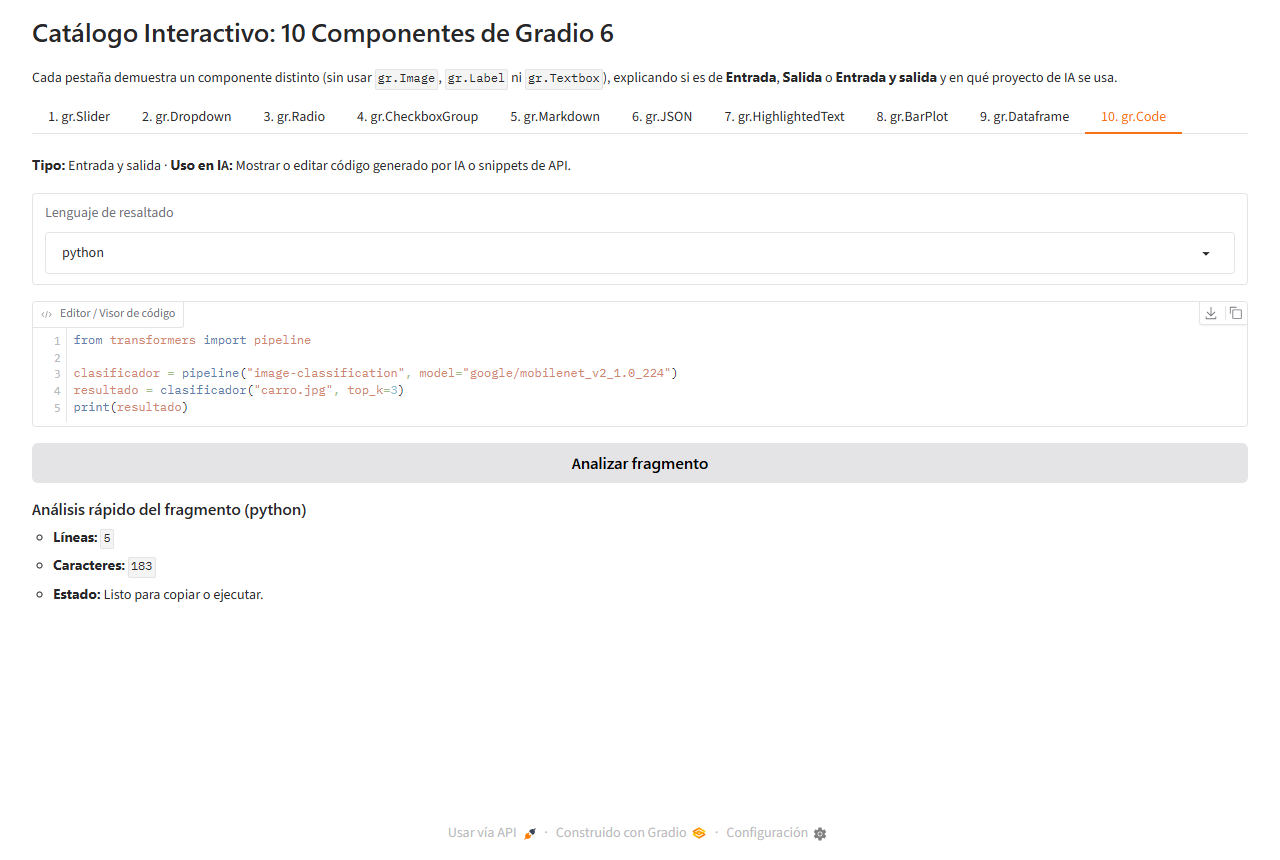 Catálogo Interactivo: 10 Componentes de Gradio 6
Cada pestaña demuestra un componente distinto (sin usar gr.Image, gr.Label ni gr.Textbox), explicando si es de Entrada, Salida o Entrada y salida y en qué proyecto de IA se usa.
1. gr.Slider 2. gr.Dropdown 3. gr.Radio 4. gr.CheckboxGroup 5. gr.Markdown 6. gr.JSON 7. gr.HighlightedText 8. gr.BarPlot 9. gr.Dataframe 10. gr.Code
Tipo: Entrada y salida · Uso en IA: Mostrar o editar código generado por IA o snippets de API.
Lenguaje de resaltado
python
Editor / Visor de código
1 from transformers import pipeline
2
3 clasificador = pipeline("image-classification", model="google/mobilenet_v2_1.0_224")
4 resultado = clasificador("carro.jpg", top_k=3)
5 print(resultado)
Analizar fragmento
Análisis rápido del fragmento (python)
Líneas: 5
Caracteres: 183
Estado: Listo para copiar o ejecutar.
Usar vía API · Construido con Gradio · Configuración